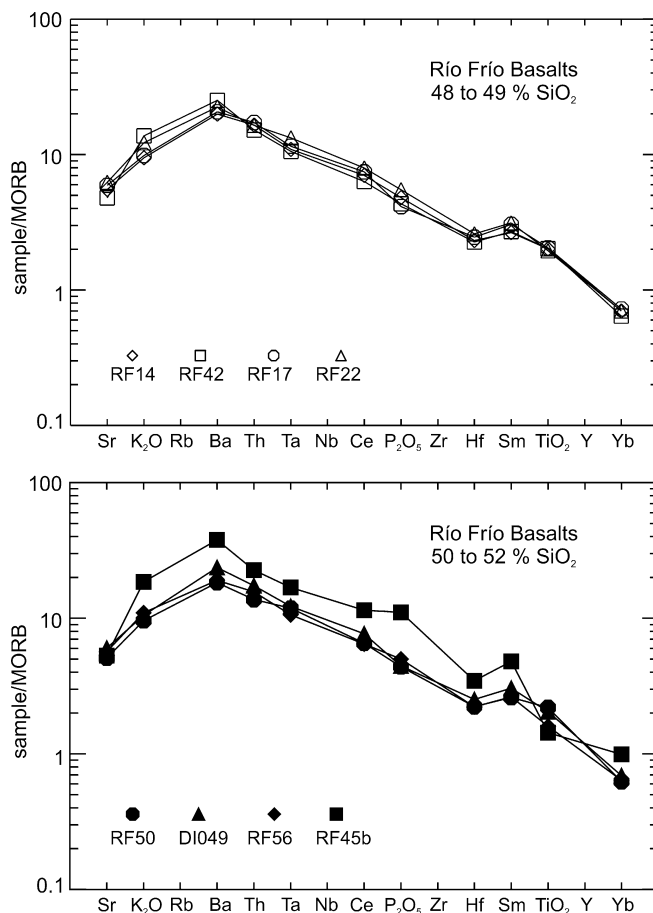 100
10
1
0.1
sample/MORB
Río Frío Basalts
48 to 49 % SiO₂
RF14 RF42 RF17 RF22
Sr K₂O Rb Ba Th Ta Nb Ce P₂O₅ Zr Hf Sm TiO₂ Y Yb
100
10
1
0.1
sample/MORB
Río Frío Basalts
50 to 52 % SiO₂
RF50 DI049 RF56 RF45b
Sr K₂O Rb Ba Th Ta Nb Ce P₂O₅ Zr Hf Sm TiO₂ Y Yb